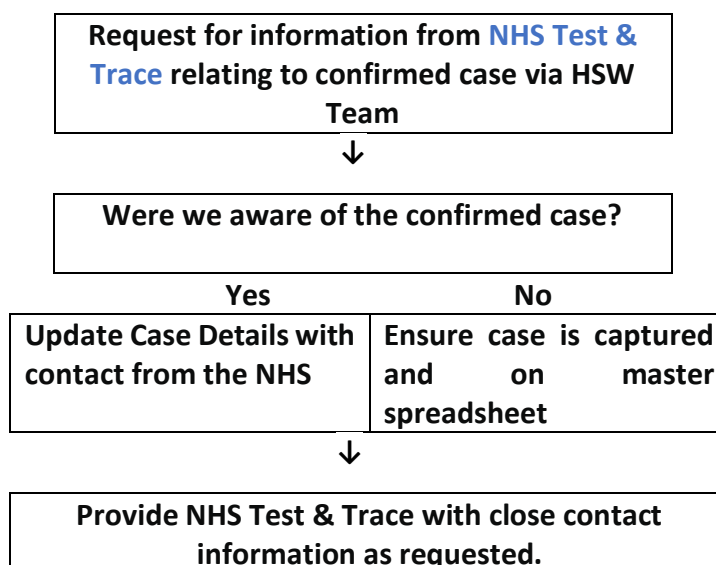 Request for information from NHS Test &
Trace relating to confirmed case via HSW
Team
↓
Were we aware of the confirmed case?
Yes No
Update Case Details with
contact from the NHS
Ensure case is captured
and on master
spreadsheet
↓
Provide NHS Test & Trace with close contact
information as requested.